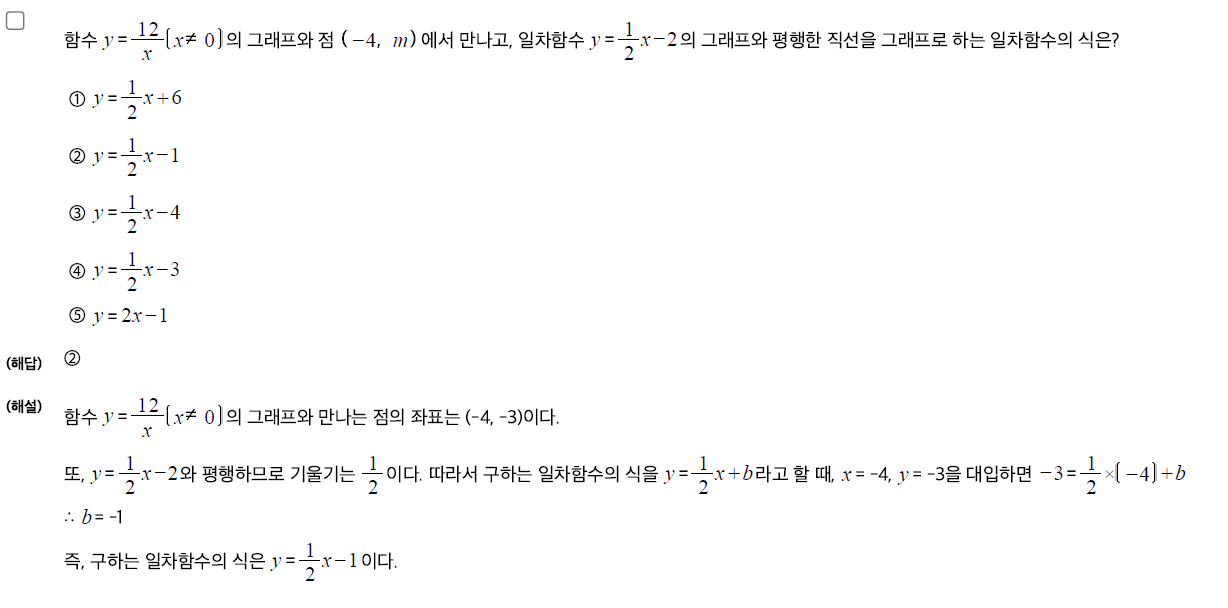 함수 y=12/x(x≠ 0)의 그래프와 점 (-4, m)에서 만나고, 일차함수 y=1/2x-2의 그래프와 평행한 직선을 그래프로 하는 일차함수의 식은?
① y=1/2x+6
② y=1/2x-1
③ y=1/2x-4
④ y=1/2x-3
⑤ y=2x-1
(해답) ②
(해설) 함수 y=12/x(x≠ 0)의 그래프와 만나는 점의 좌표는 (-4, -3)이다.
또, y=1/2x-2와 평행하므로 기울기는 1/2이다. 따라서 구하는 일차함수의 식을 y=1/2x+b라고 할 때, x= -4, y= -3을 대입하면 -3=1/2×(-4)+b
∴ b= -1
즉, 구하는 일차함수의 식은 y=1/2x-1이다.